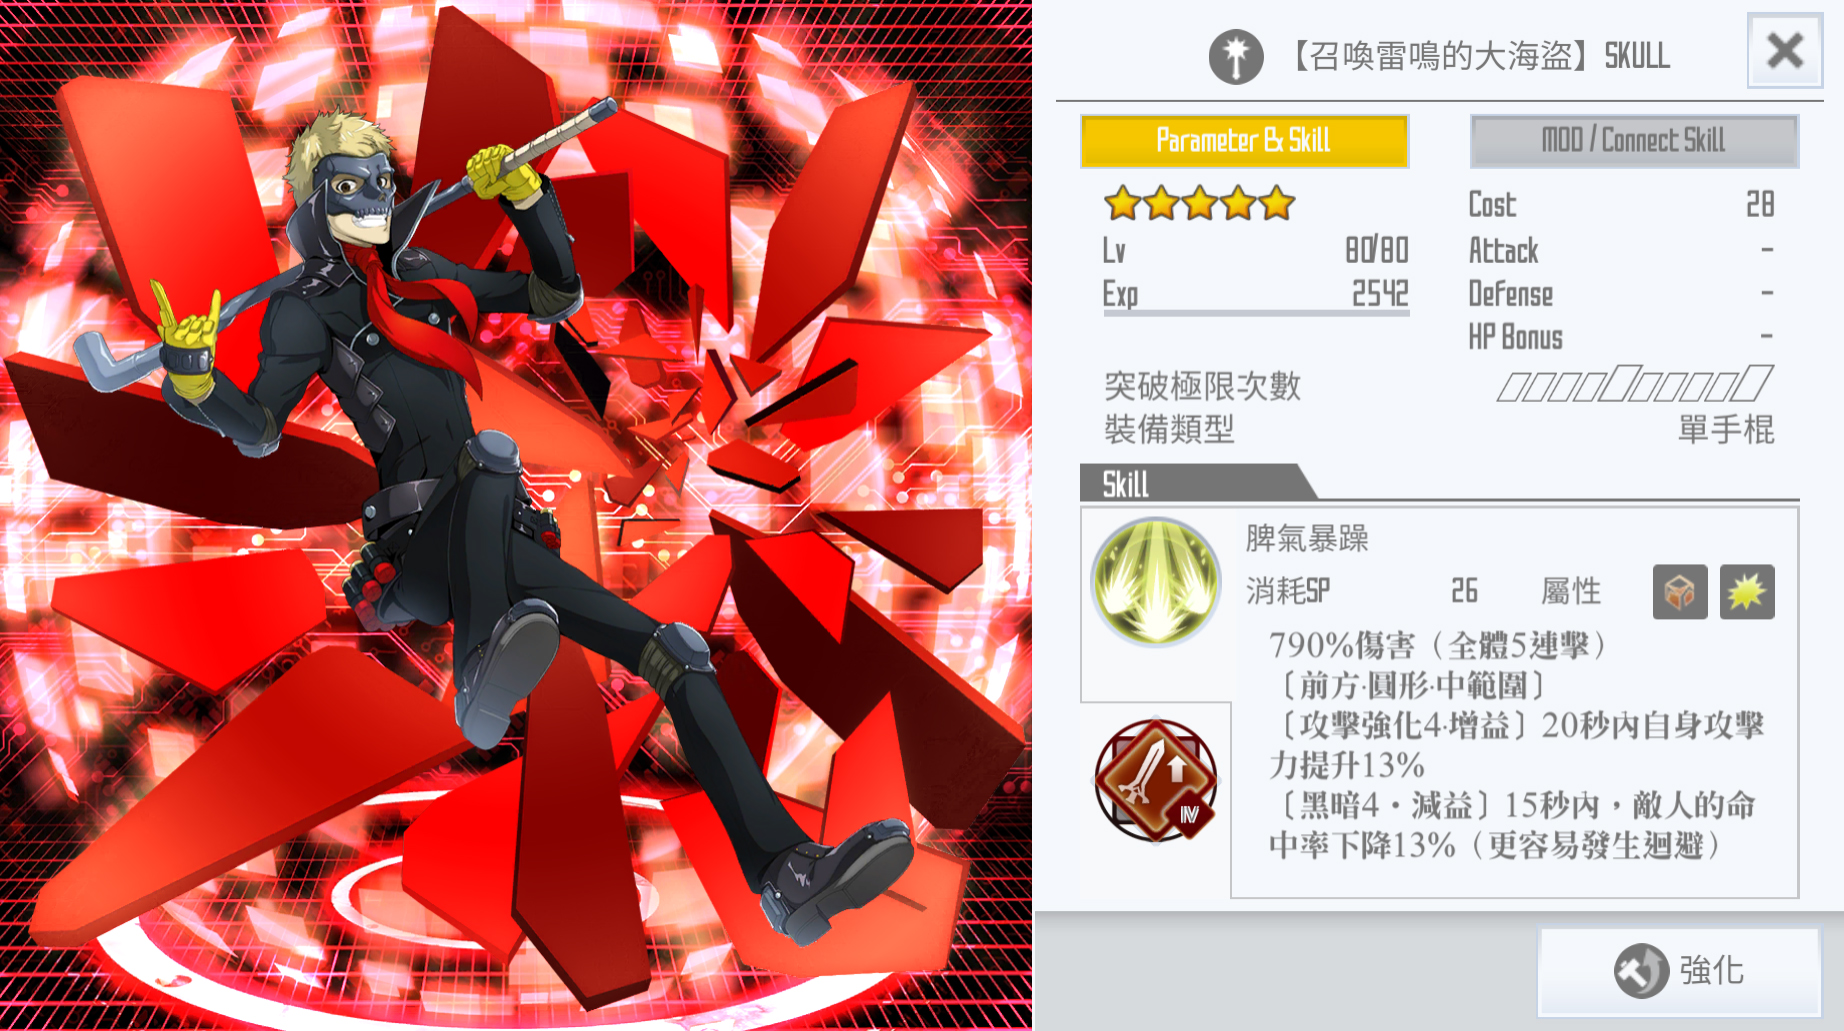 【召喚雷鳴的大海盜】SKULL
Parameter & Skill
MOD / Connect Skill
Lv 80/80
Exp 2542
Cost 28
Attack -
Defense -
HP Bonus -
突破極限次數
裝備類型 單手棍
Skill
脾氣暴躁
消耗SP 26 屬性
790%傷害（全體5連擊）
〔前方·圓形·中範圍〕
〔攻擊強化4·增益〕20秒內自身攻擊
力提升13%
〔黑暗4・減益〕15秒內，敵人的命
中率下降13%（更容易發生迴避）
IV
強化